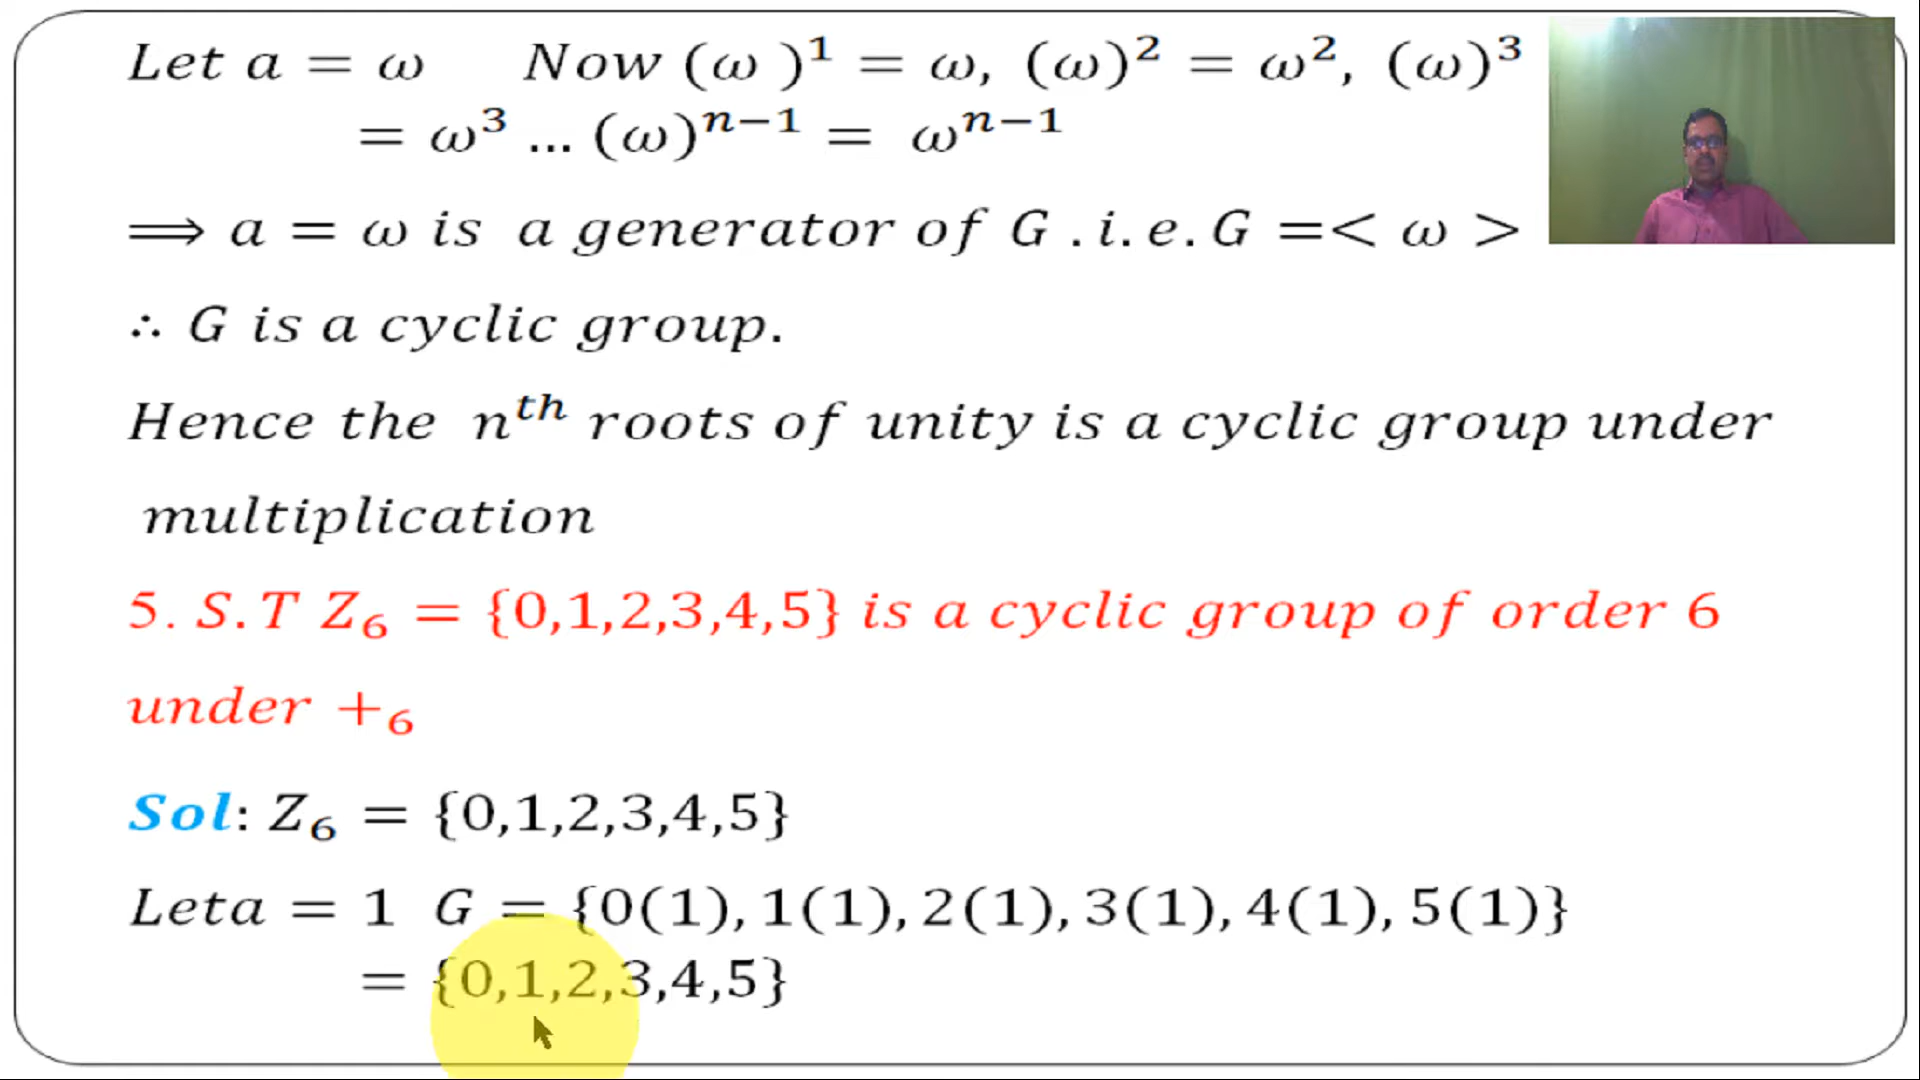 Let a = ω   Now (ω )¹ = ω, (ω)² = ω², (ω)³
= ω³ … (ω)ⁿ⁻¹ = ωⁿ⁻¹
⟹ a = ω is a generator of G . i. e. G =< ω >
∴ G is a cyclic group.
Hence the nᵗʰ roots of unity is a cyclic group under
multiplication
5. S.T Z₆ = {0,1,2,3,4,5} is a cyclic group of order 6
under +₆
Sol: Z₆ = {0,1,2,3,4,5}
Leta = 1 G = {0(1), 1(1), 2(1), 3(1), 4(1), 5(1)}
= {0,1,2,3,4,5}